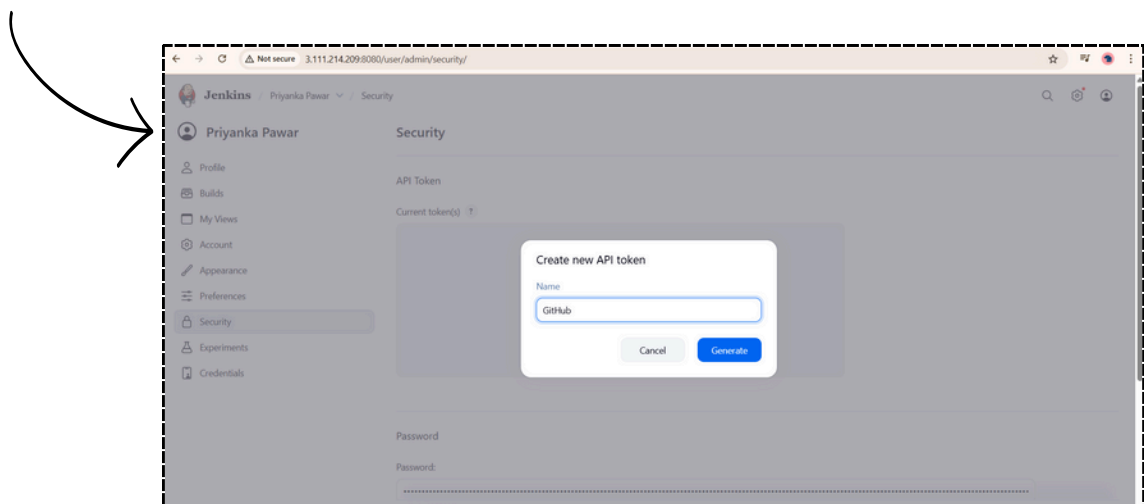 Not secure 3.111.214.209:8080/user/admin/security/
Jenkins / Priyanka Pawar / Security
Priyanka Pawar
Security
Profile
API Token
Builds
Current token(s) ?
My Views
Account
Create new API token
Appearance
Name
Preferences
GitHub
Security
Experiments
Cancel Generate
Credentials
Password
Password: